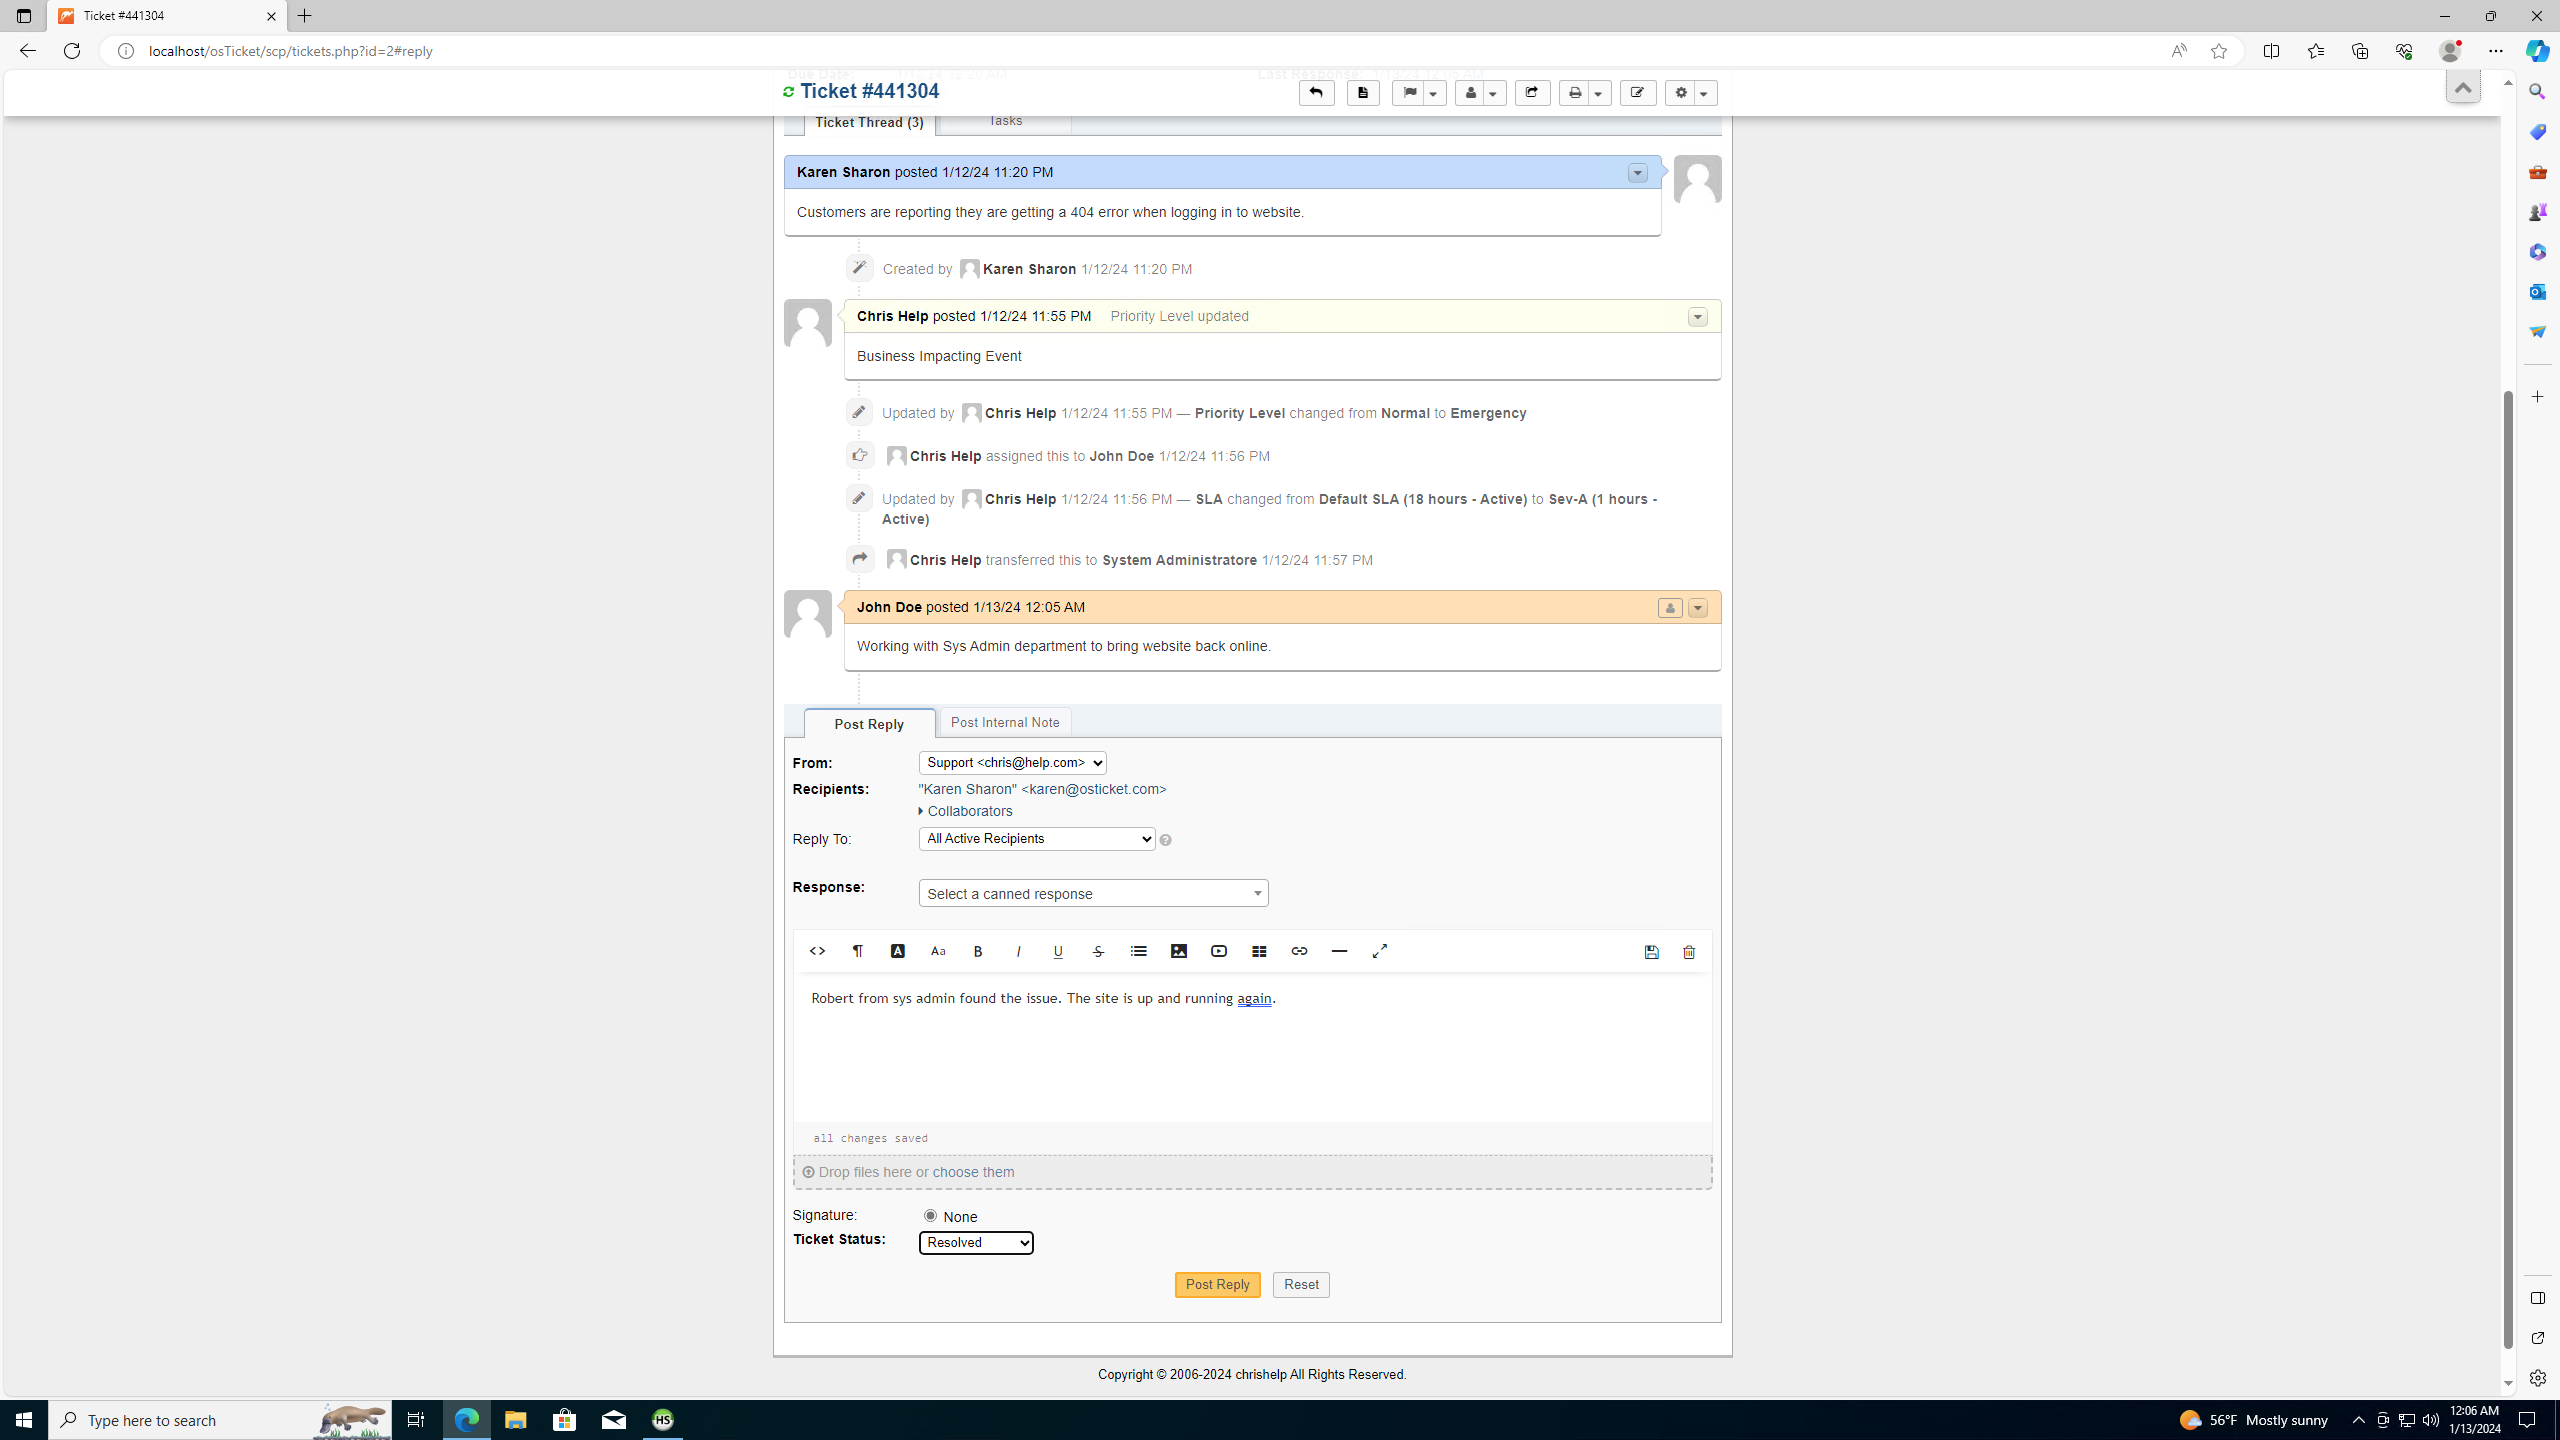 Ticket #441304
localhost/osTicket/scp/tickets.php?id=2#reply
Ticket #441304
Ticket Thread (3)
Tasks
Karen Sharon posted 1/12/24 11:20 PM
Customers are reporting they are getting a 404 error when logging in to website.
Created by Karen Sharon 1/12/24 11:20 PM
Chris Help posted 1/12/24 11:55 PM Priority Level updated
Business Impacting Event
Updated by Chris Help 1/12/24 11:55 PM — Priority Level changed from Normal to Emergency
Chris Help assigned this to John Doe 1/12/24 11:56 PM
Updated by Chris Help 1/12/24 11:56 PM — SLA changed from Default SLA (18 hours - Active) to Sev-A (1 hours -
Active)
Chris Help transferred this to System Administratore 1/12/24 11:57 PM
John Doe posted 1/13/24 12:05 AM
Working with Sys Admin department to bring website back online.
Post Reply
Post Internal Note
From: Support <chris@help.com>
Recipients: "Karen Sharon" <karen@osticket.com>
Collaborators
Reply To: All Active Recipients
Response: Select a canned response
Robert from sys admin found the issue. The site is up and running again.
all changes saved
Drop files here or choose them
Signature: None
Ticket Status: Resolved
Post Reply Reset
Copyright © 2006-2024 chrishelp All Rights Reserved.
Type here to search
HS
56°F Mostly sunny
12:06 AM
1/13/2024